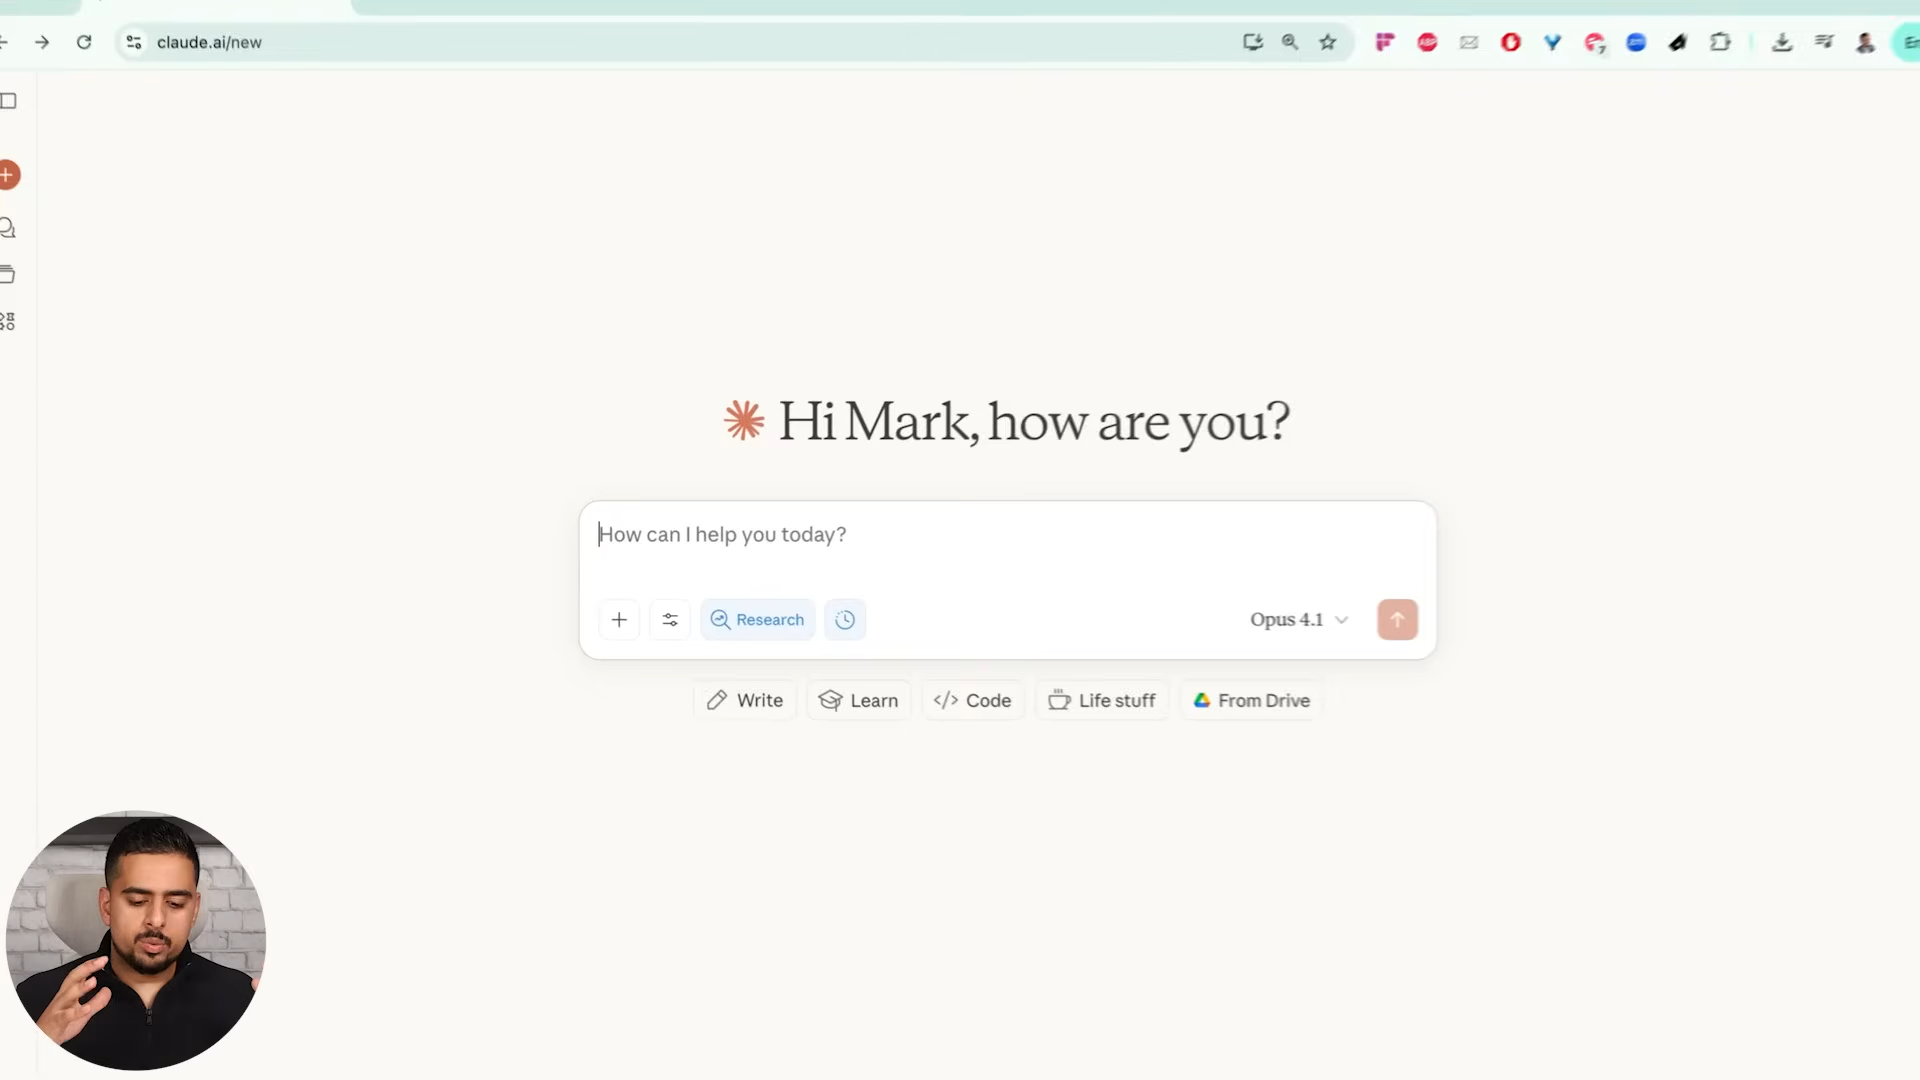 claude.ai/new
Hi Mark, how are you?
How can I help you today?
Research
Opus 4.1
Write
Learn
Code
Life stuff
From Drive